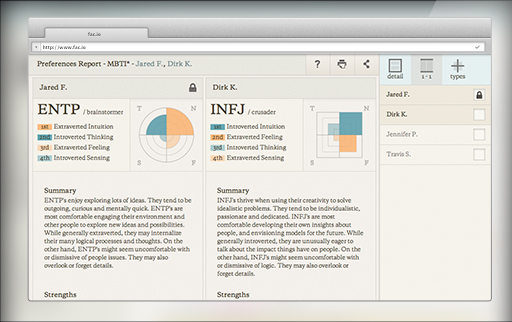 fax.io
http://www.fax.io
Preferences Report - MBTI* - Jared F., Dirk K.
?
detail
1 - 1
types
Jared F.
ENTP / brainstormer
1st Extraverted Intuition
2nd Introverted Thinking
3rd Extraverted Feeling
4th Introverted Sensing
T N
S F
Summary
ENTP's enjoy exploring lots of ideas. They tend to be
outgoing, curious and mentally quick. ENTP's are
most comfortable engaging their environment and
other people to explore new ideas and possibilities.
While generally extraverted, they may internalize
their many logical processes and thoughts. On the
other hand, ENTP's might seem uncomfortable with
or dismissive of people issues. They may also
overlook or forget details.
Strengths
Dirk K.
INFJ / crusader
1st Introverted Intuition
2nd Extraverted Feeling
3rd Introverted Thinking
4th Extraverted Sensing
T N
S F
Summary
INFJ's thrive when using their creativity to solve
idealistic problems. They tend to be individualistic,
passionate and dedicated. INFJ's are most
comfortable developing their own insights about
people, and envisioning models for the future. While
generally introverted, they are unusually eager to
talk about the impact things have on people. On the
other hand, INFJ's might seem uncomfortable with
or dismissive of logic. They may also overlook or
forget details.
Strengths
Jared F.
Dirk K.
Jennifer P.
Travis S.